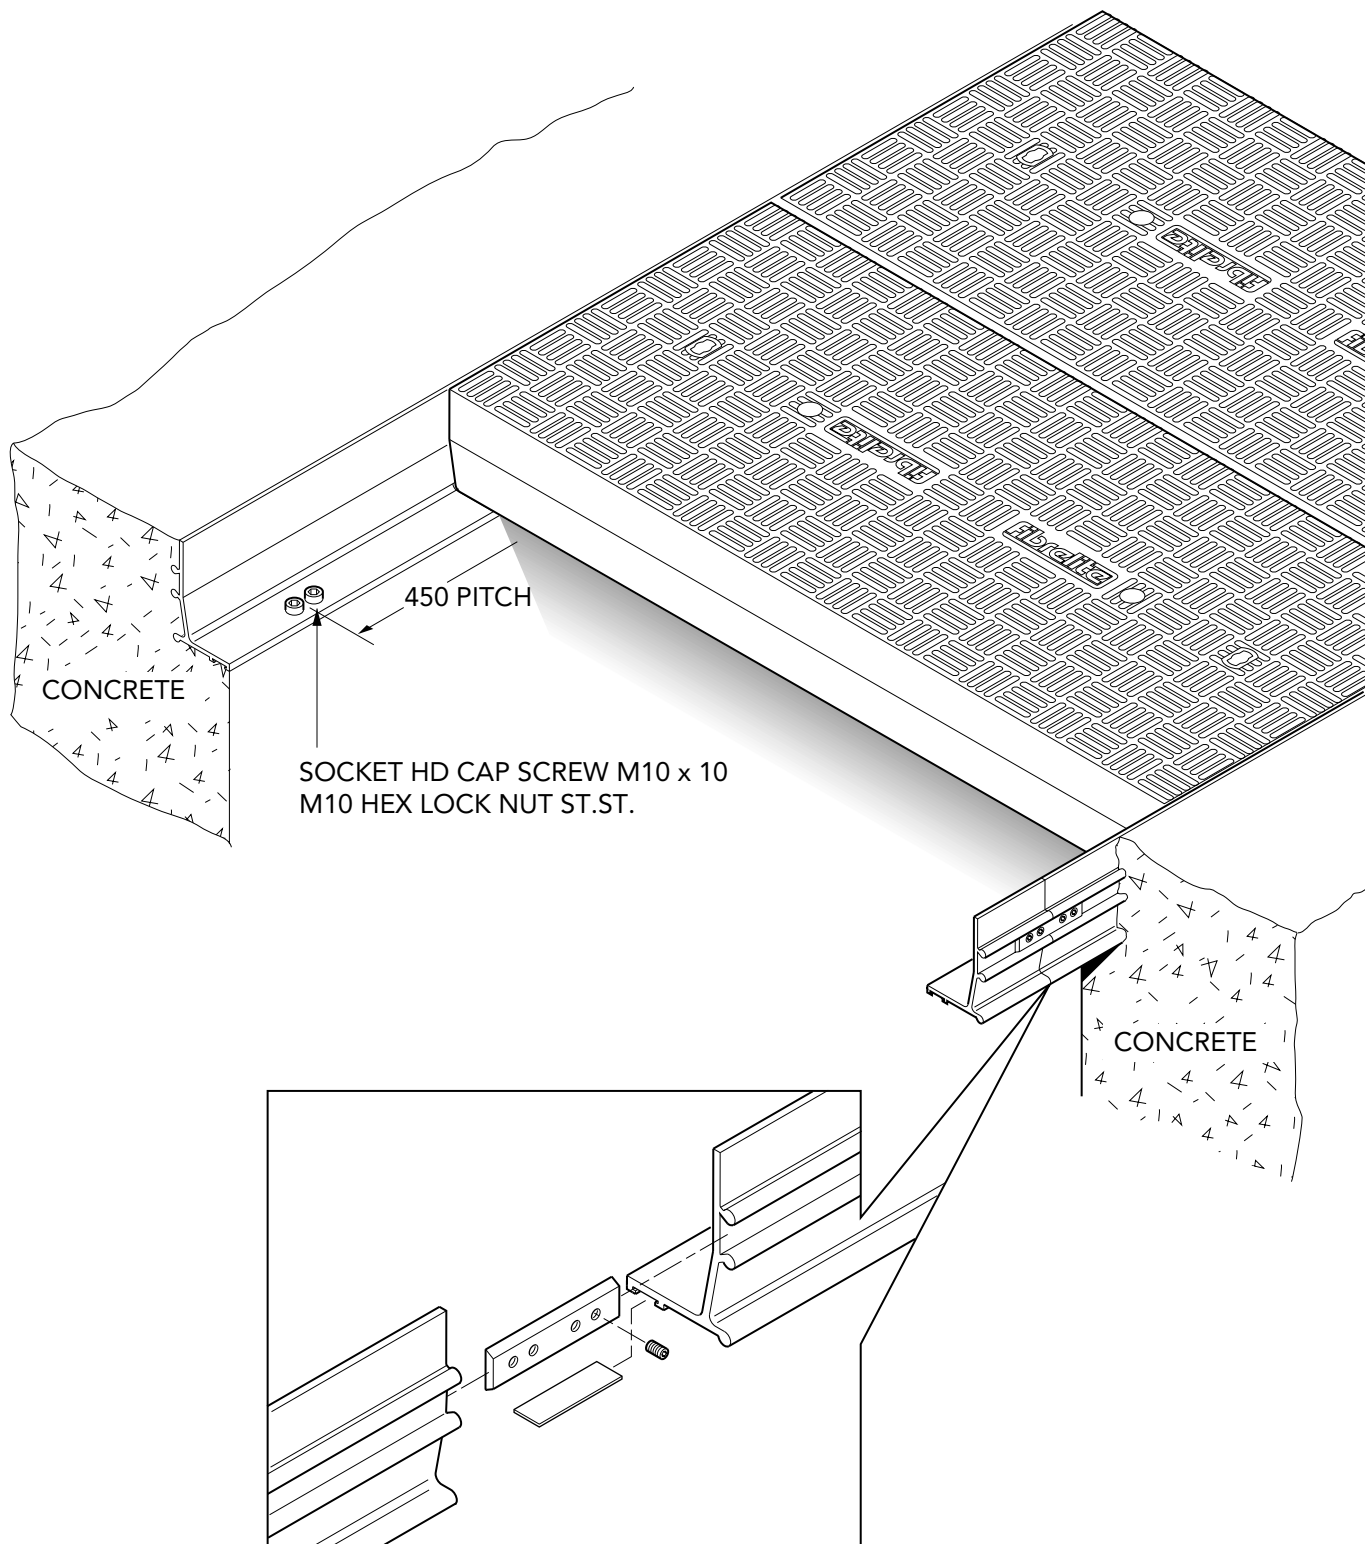 fibrelite
fibrelite
fibrelite
450 PITCH
CONCRETE
SOCKET HD CAP SCREW M10 x 10
M10 HEX LOCK NUT ST.ST.
CONCRETE